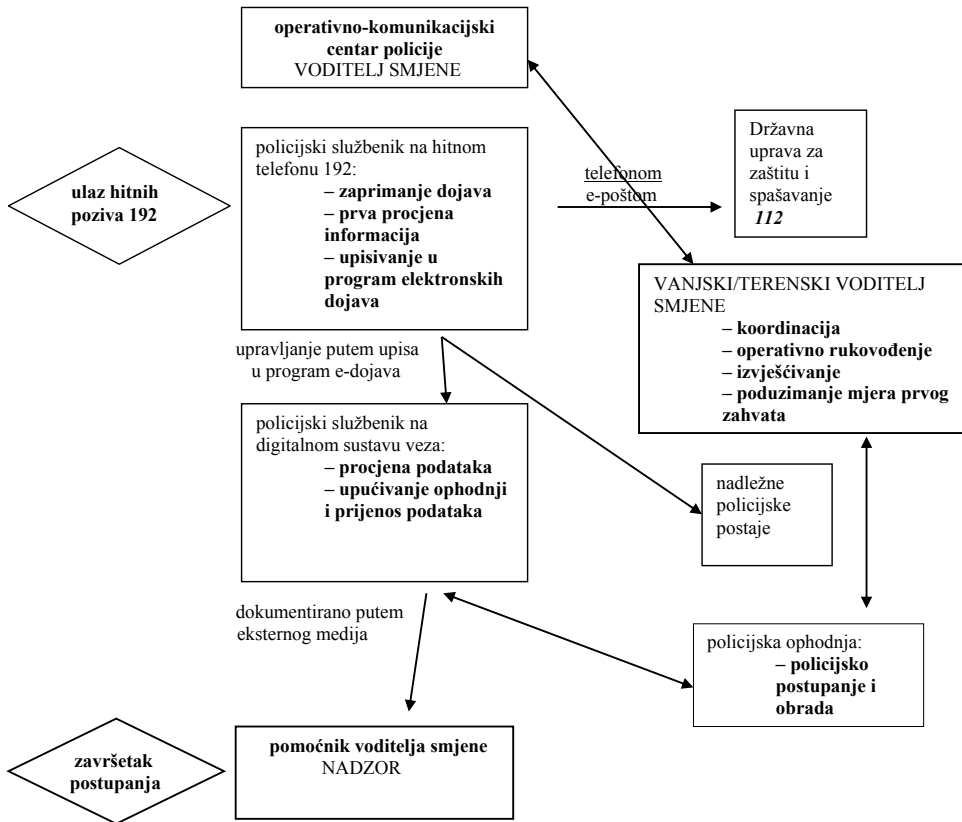 operativno-komunikacijski
centar policije
VODITELJ SMJENE
ulaz hitnih
poziva 192
policijski službenik na hitnom
telefonu 192:
– zaprimanje dojava
– prva procjena
informacija
– upisivanje u
program elektronskih
dojava
telefonom
e-poštom
Državna
uprava za
zaštitu i
spašavanje
112
VANJSKI/TERENSKI VODITELJ
SMJENE
– koordinacija
– operativno rukovođenje
– izvješćivanje
– poduzimanje mjera prvog
zahvata
upravljanje putem upisa
u program e-dojava
policijski službenik na
digitalnom sustavu veza:
– procjena podataka
– upućivanje ophodnji
i prijenos podataka
nadležne
policijske
postaje
dokumentirano putem
eksternog medija
policijska ophodnja:
– policijsko
postupanje i
obrada
završetak
postupanja
pomoćnik voditelja smjene
NADZOR